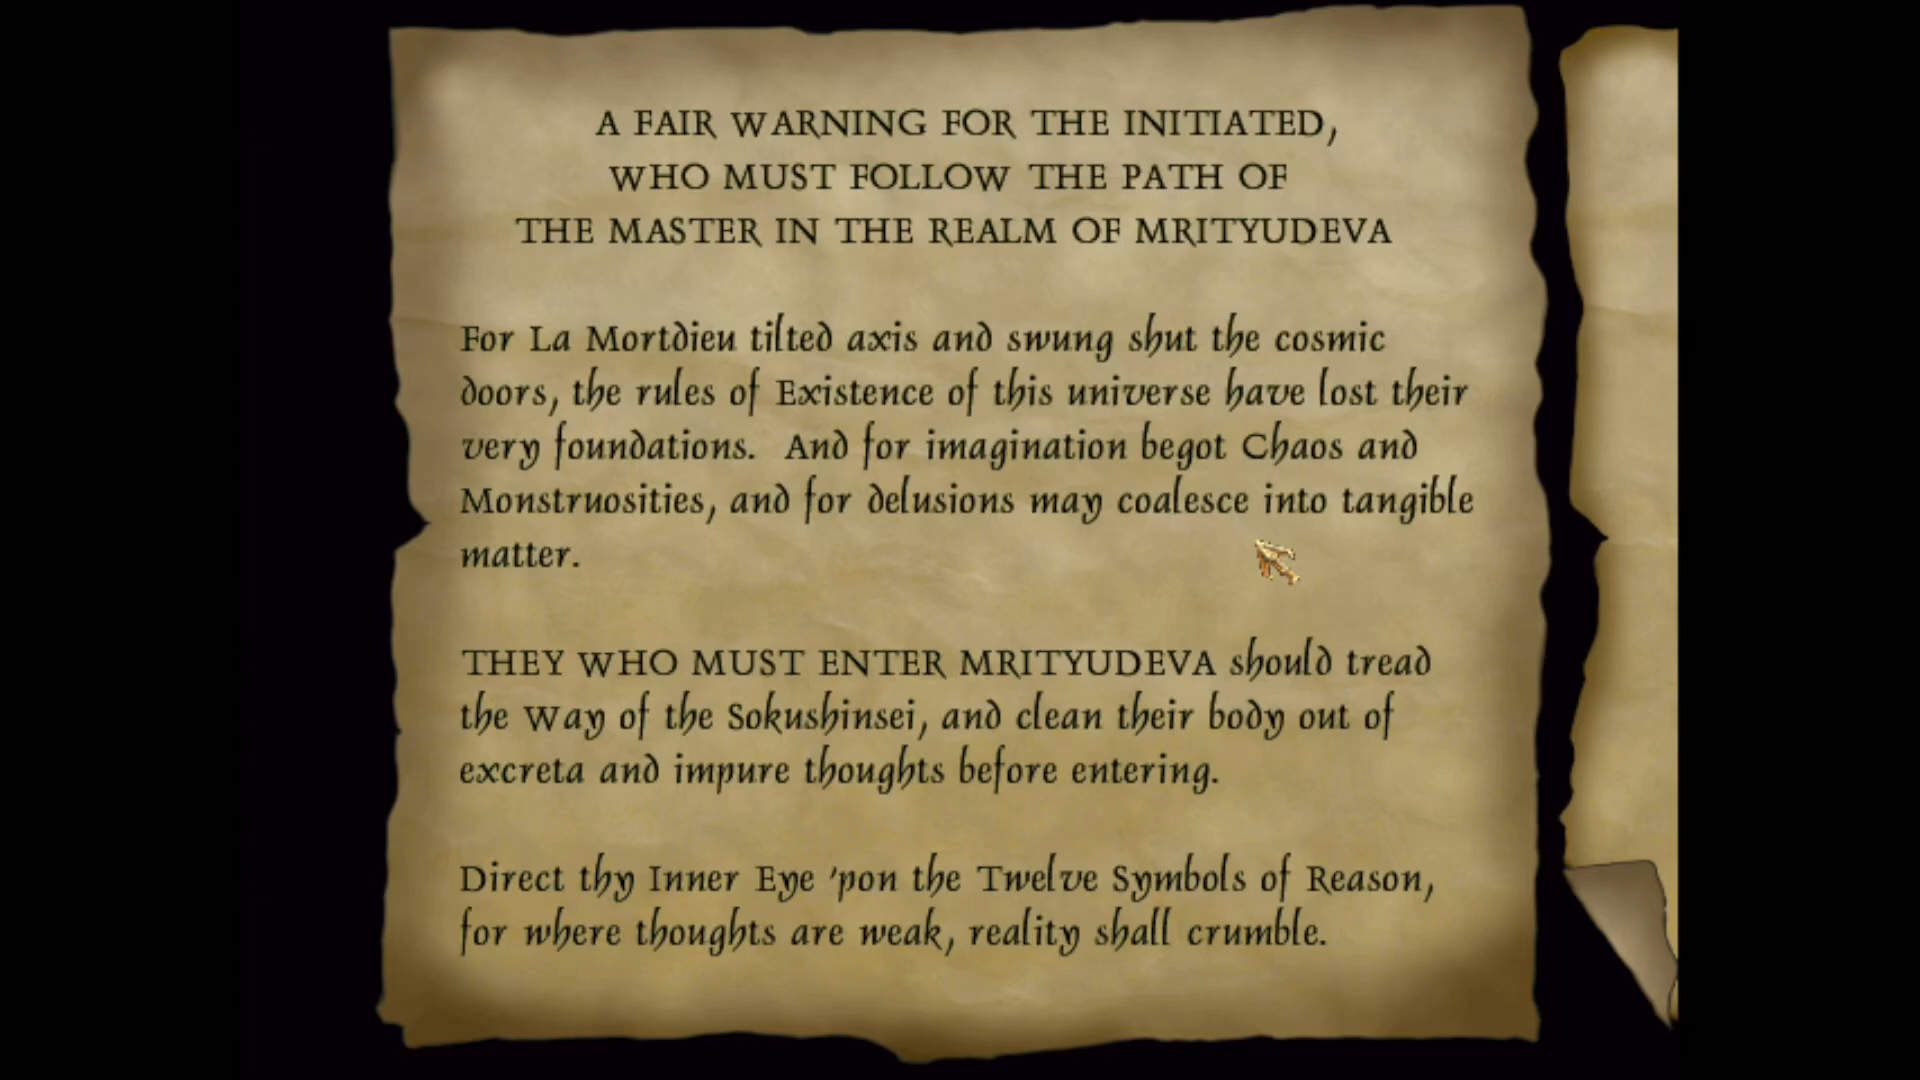 A FAIR WARNING FOR THE INITIATED,
WHO MUST FOLLOW THE PATH OF
THE MASTER IN THE REALM OF MRITYUDEVA
For La Mortdieu tilted axis and swung shut the cosmic
doors, the rules of Existence of this universe have lost their
very foundations.  And for imagination begot Chaos and
Monstruosities, and for delusions may coalesce into tangible
matter.
THEY WHO MUST ENTER MRITYUDEVA should tread
the Way of the Sokushinsei, and clean their body out of
excreta and impure thoughts before entering.
Direct thy Inner Eye 'pon the Twelve Symbols of Reason,
for where thoughts are weak, reality shall crumble.